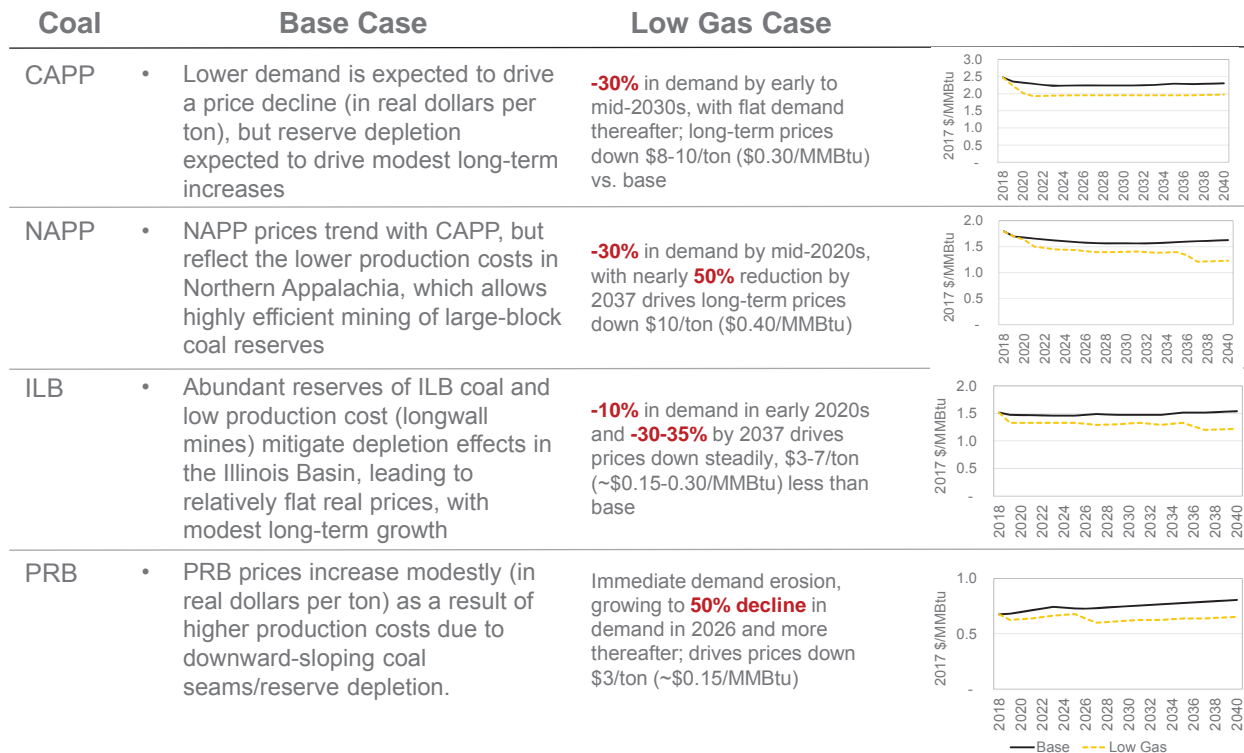 Coal Base Case Low Gas Case
CAPP
• Lower demand is expected to drive
a price decline (in real dollars per
ton), but reserve depletion
expected to drive modest long-term
increases
-30% in demand by early to
mid-2030s, with flat demand
thereafter; long-term prices
down $8-10/ton ($0.30/MMBtu)
vs. base
2017 $/MMBtu
3.0
2.5
2.0
1.5
1.0
0.5
-
2018 2020 2022 2024 2026 2028 2030 2032 2034 2036 2038 2040
NAPP
• NAPP prices trend with CAPP, but
reflect the lower production costs in
Northern Appalachia, which allows
highly efficient mining of large-block
coal reserves
-30% in demand by mid-2020s,
with nearly 50% reduction by
2037 drives long-term prices
down $10/ton ($0.40/MMBtu)
2017 $/MMBtu
2.0
1.5
1.0
0.5
-
2018 2020 2022 2024 2026 2028 2030 2032 2034 2036 2038 2040
ILB
• Abundant reserves of ILB coal and
low production cost (longwall
mines) mitigate depletion effects in
the Illinois Basin, leading to
relatively flat real prices, with
modest long-term growth
-10% in demand in early 2020s
and -30-35% by 2037 drives
prices down steadily, $3-7/ton
(~$0.15-0.30/MMBtu) less than
base
2017 $/MMBtu
2.0
1.5
1.0
0.5
-
2018 2020 2022 2024 2026 2028 2030 2032 2034 2036 2038 2040
PRB
• PRB prices increase modestly (in
real dollars per ton) as a result of
higher production costs due to
downward-sloping coal
seams/reserve depletion.
Immediate demand erosion,
growing to 50% decline in
demand in 2026 and more
thereafter; drives prices down
$3/ton (~$0.15/MMBtu)
2017 $/MMBtu
1.0
0.5
-
2018 2020 2022 2024 2026 2028 2030 2032 2034 2036 2038 2040
Base Low Gas